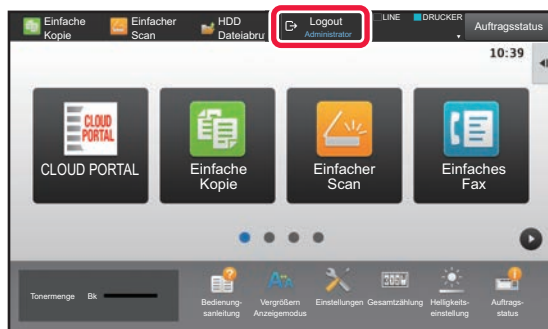 Einfache
Kopie
Einfacher
Scan
HDD
Dateiabru
Logout
Administrator
LINE
DRUCKER
Auftragsstatus
10:39
CLOUD
PORTAL
CLOUD PORTAL
Einfache
Kopie
Einfacher
Scan
Einfaches
Fax
Tonermenge Bk
Bedienung-
sanleitung
Vergrößern
Anzeigemodus
Einstellungen
Gesamtzählung
Helligkeits-
einstellung
Auftrags-
status